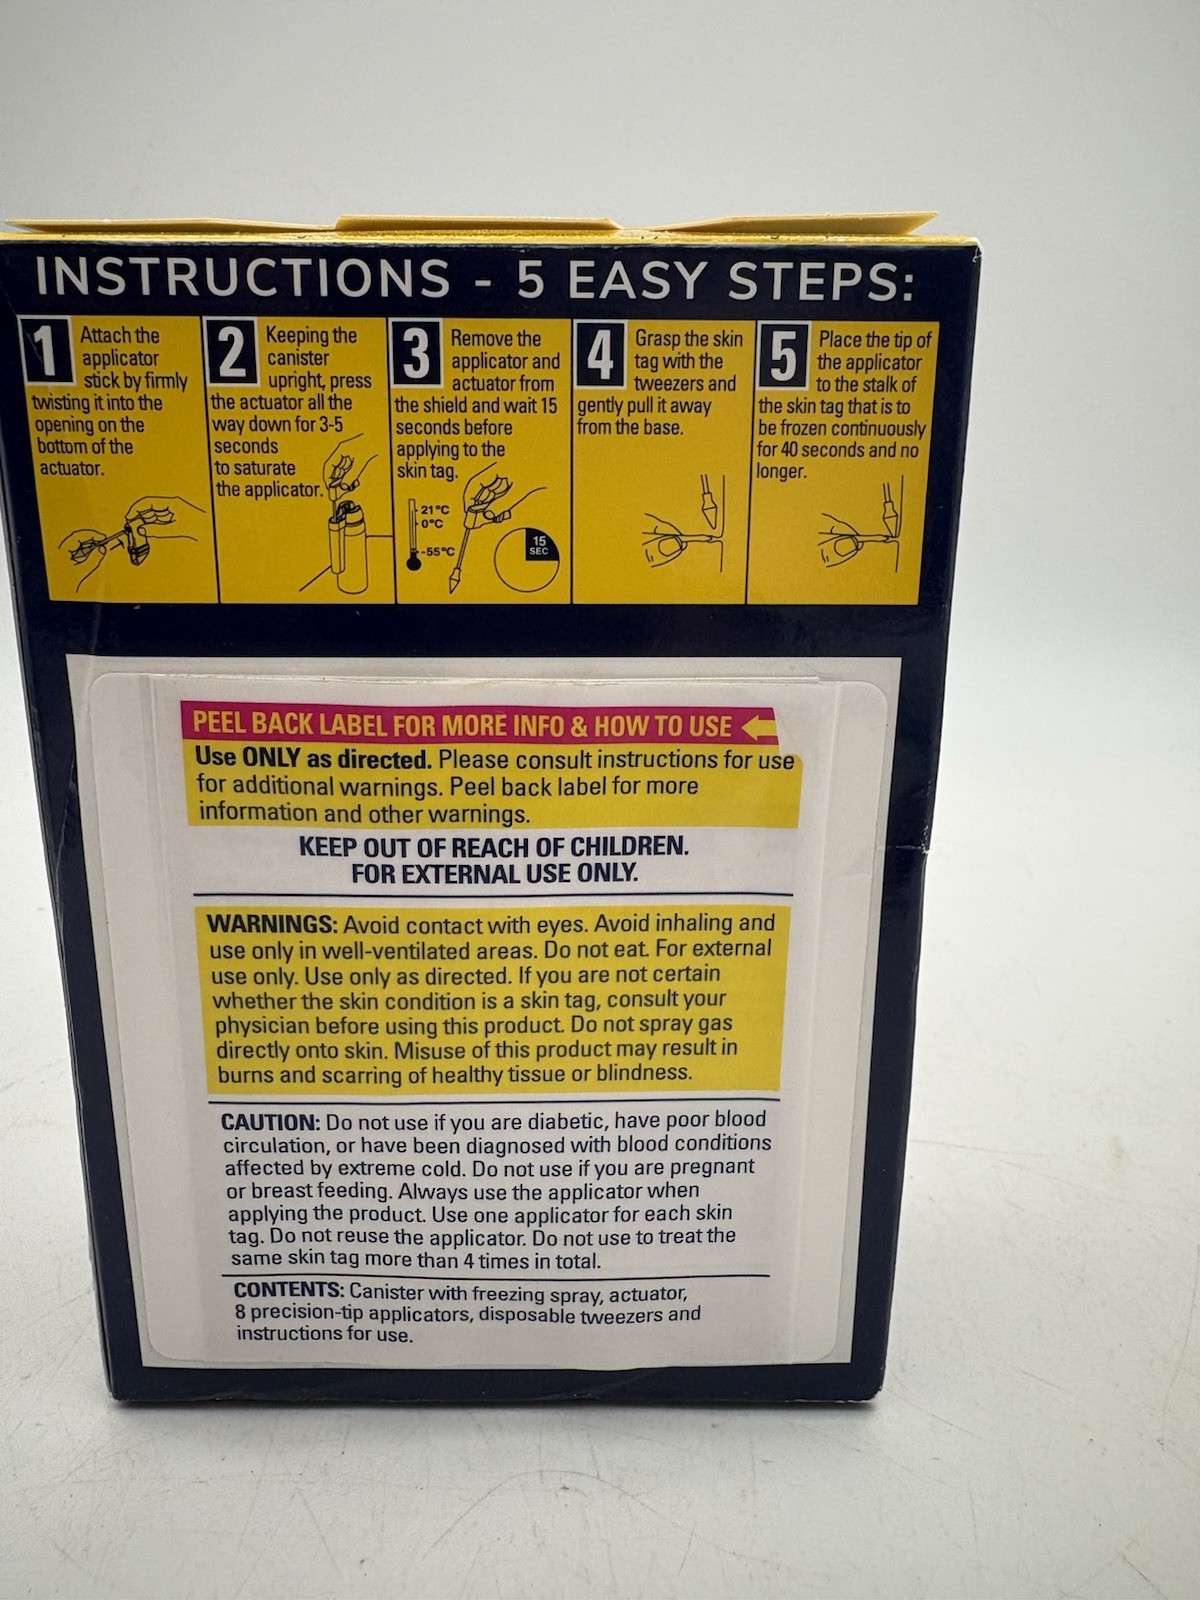 INSTRUCTIONS - 5 EASY STEPS:
1
Attach the
applicator
stick by firmly
twisting it into the
opening on the
bottom of the
actuator.
2
Keeping the
canister
upright, press
the actuator all the
way down for 3-5
seconds
to saturate
the applicator.
3
Remove the
applicator and
actuator from
the shield and wait 15
seconds before
applying to the
skin tag.
21°C
0°C
-55°C
15
SEC
4
Grasp the skin
tag with the
tweezers and
gently pull it away
from the base.
5
Place the tip of
the applicator
to the stalk of
the skin tag that is to
be frozen continuously
for 40 seconds and no
longer.
PEEL BACK LABEL FOR MORE INFO & HOW TO USE
Use ONLY as directed. Please consult instructions for use
for additional warnings. Peel back label for more
information and other warnings.
KEEP OUT OF REACH OF CHILDREN.
FOR EXTERNAL USE ONLY.
WARNINGS: Avoid contact with eyes. Avoid inhaling and
use only in well-ventilated areas. Do not eat. For external
use only. Use only as directed. If you are not certain
whether the skin condition is a skin tag, consult your
physician before using this product. Do not spray gas
directly onto skin. Misuse of this product may result in
burns and scarring of healthy tissue or blindness.
CAUTION: Do not use if you are diabetic, have poor blood
circulation, or have been diagnosed with blood conditions
affected by extreme cold. Do not use if you are pregnant
or breast feeding. Always use the applicator when
applying the product. Use one applicator for each skin
tag. Do not reuse the applicator. Do not use to treat the
same skin tag more than 4 times in total.
CONTENTS: Canister with freezing spray, actuator,
8 precision-tip applicators, disposable tweezers and
instructions for use.